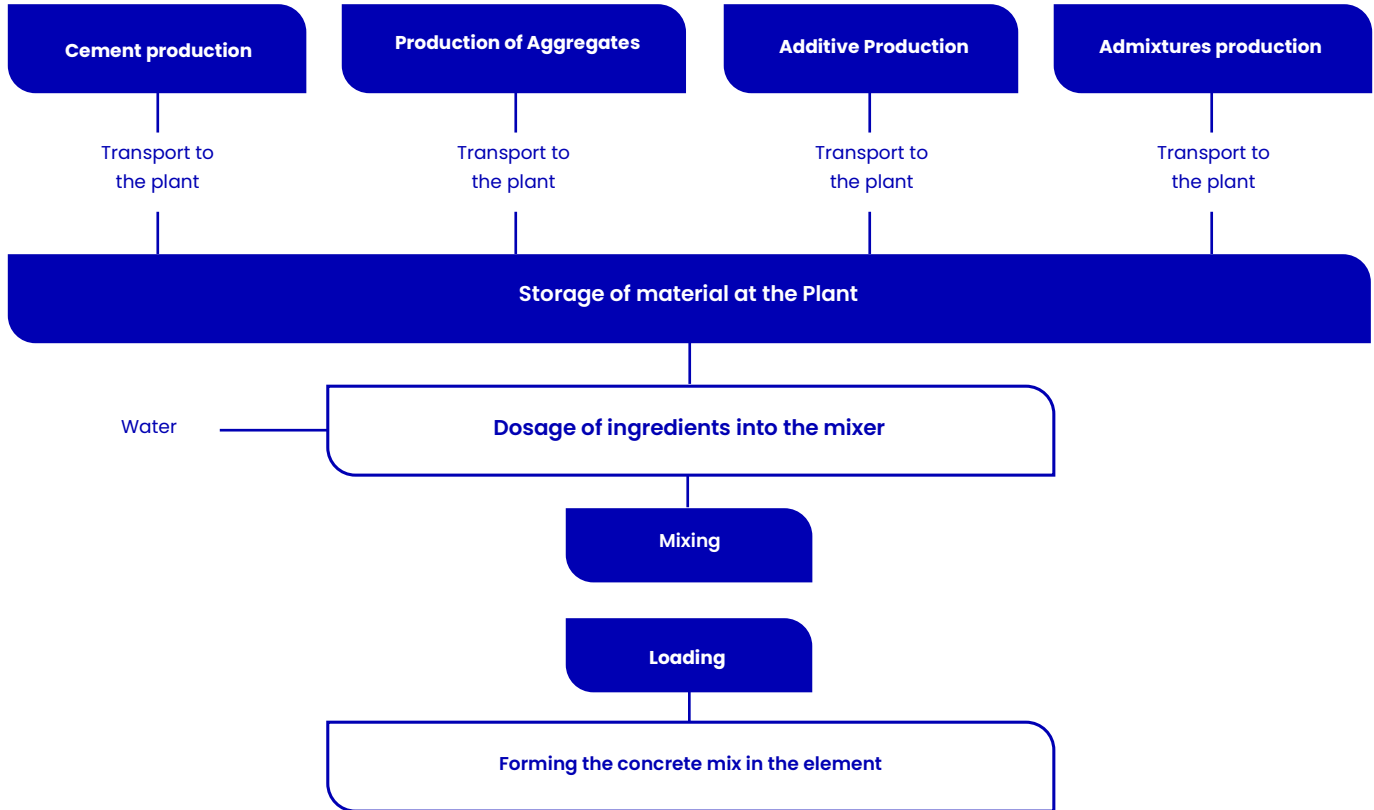 Cement production
Production of Aggregates
Additive Production
Admixtures production
Transport to
the plant
Transport to
the plant
Transport to
the plant
Transport to
the plant
Storage of material at the Plant
Water
Dosage of ingredients into the mixer
Mixing
Loading
Forming the concrete mix in the element